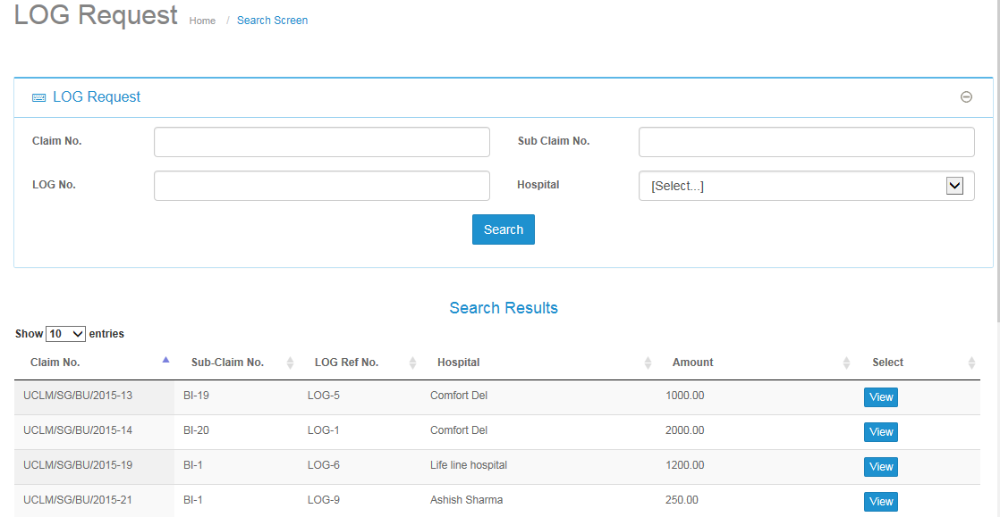 LOG Request Home / Search Screen
LOG Request
Claim No. Sub Claim No.
LOG No. Hospital [Select...]
Search
Search Results
Show 10 entries
Claim No. Sub-Claim No. LOG Ref No. Hospital Amount Select
UCLM/SG/BU/2015-13 BI-19 LOG-5 Comfort Del 1000.00 View
UCLM/SG/BU/2015-14 BI-20 LOG-1 Comfort Del 2000.00 View
UCLM/SG/BU/2015-19 BI-1 LOG-6 Life line hospital 1200.00 View
UCLM/SG/BU/2015-21 BI-1 LOG-9 Ashish Sharma 250.00 View